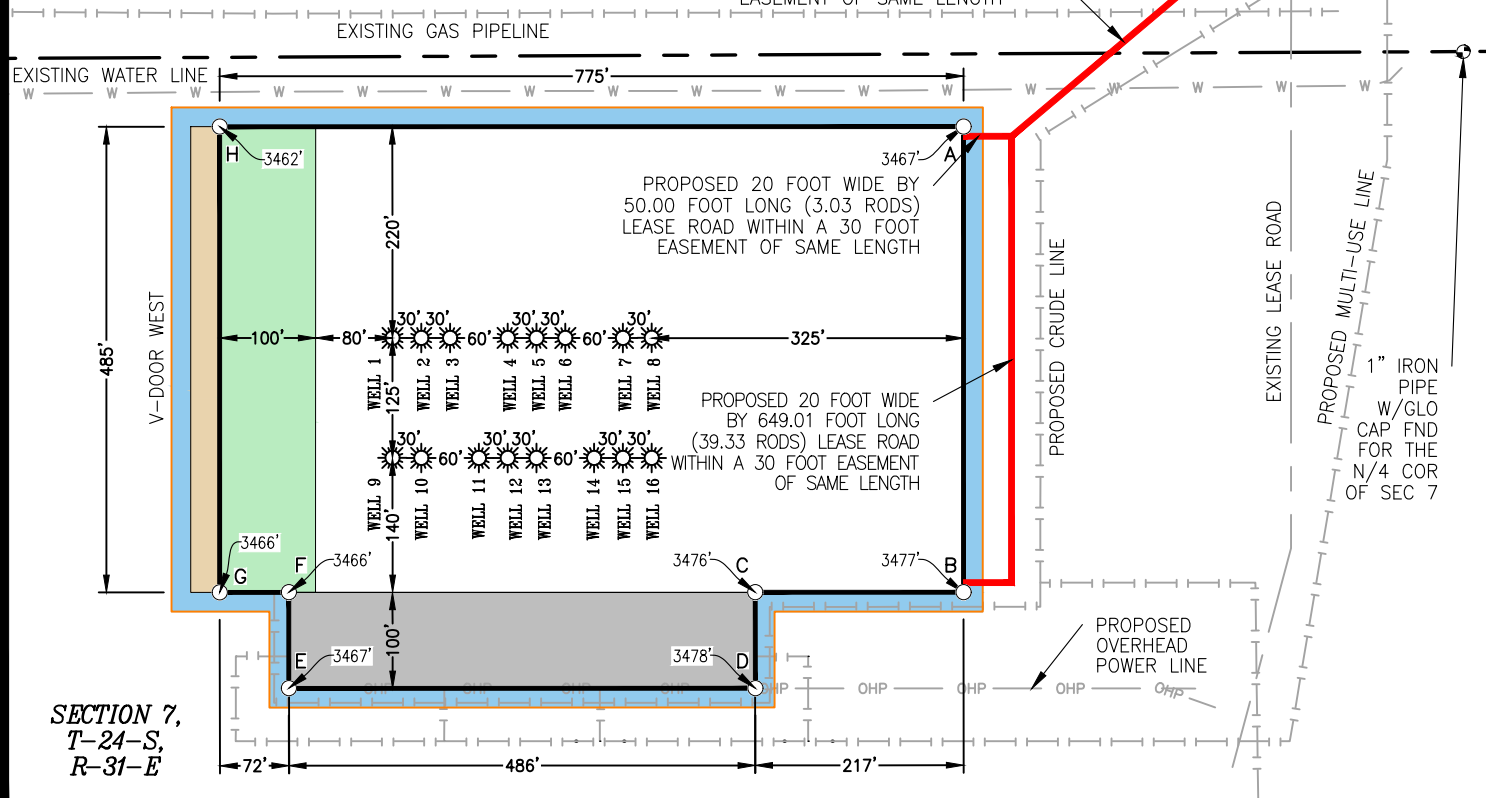 EASEMENT OF SAME LENGTH
EXISTING GAS PIPELINE
EXISTING WATER LINE
775'
W W W W W W W W W W W W W W W W
H
3462'
3467'
A
PROPOSED 20 FOOT WIDE BY
50.00 FOOT LONG (3.03 RODS)
LEASE ROAD WITHIN A 30 FOOT
EASEMENT OF SAME LENGTH
220'
485'
V-DOOR WEST
100'
80'
30' 30'
60'
30' 30'
60'
30'
325'
WELL 1
WELL 2
WELL 3
WELL 4
WELL 5
WELL 6
WELL 7
WELL 8
125'
PROPOSED 20 FOOT WIDE
BY 649.01 FOOT LONG
(39.33 RODS) LEASE ROAD
WITHIN A 30 FOOT EASEMENT
OF SAME LENGTH
30'
60'
30' 30'
60'
30' 30'
WELL 9
WELL 10
WELL 11
WELL 12
WELL 13
WELL 14
WELL 15
WELL 16
140'
PROPOSED CRUDE LINE
EXISTING LEASE ROAD
PROPOSED MULTI-USE LINE
1" IRON
PIPE
W/GLO
CAP FND
FOR THE
N/4 COR
OF SEC 7
3466'
G
F
3466'
3476'
C
3477'
B
100'
E
3467'
3478'
D
PROPOSED
OVERHEAD
POWER LINE
OHP OHP OHP OHP OHP OHP OHP OHP OHP
SECTION 7,
T-24-S,
R-31-E
72'
486'
217'